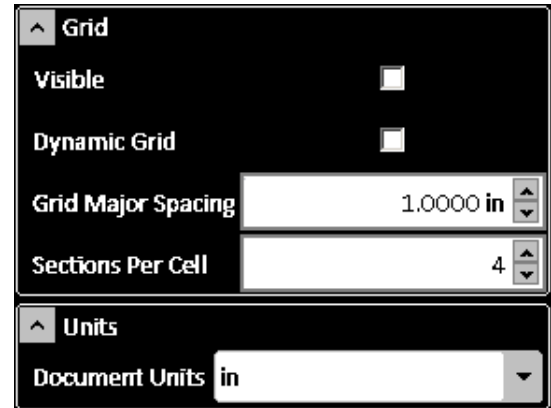 Grid
Visible
Dynamic Grid
Grid Major Spacing 1.0000 in
Sections Per Cell 4
Units
Document Units in